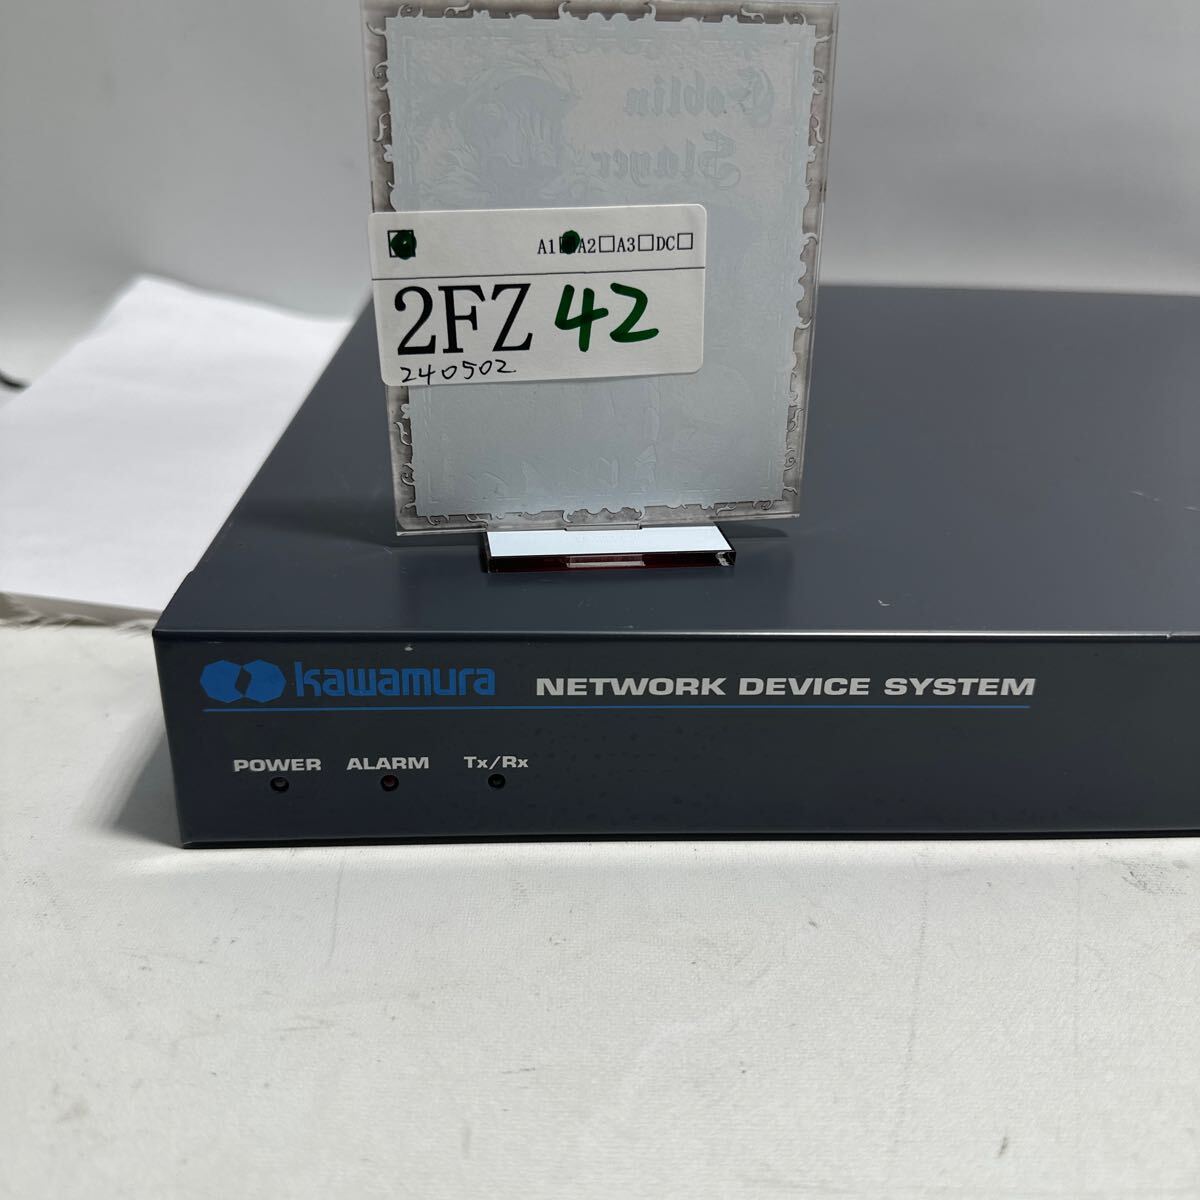 Goblin
Slayer
A1□A2□A3□DC□
2FZ 42
240502
kawamura NETWORK DEVICE SYSTEM
POWER ALARM Tx/Rx